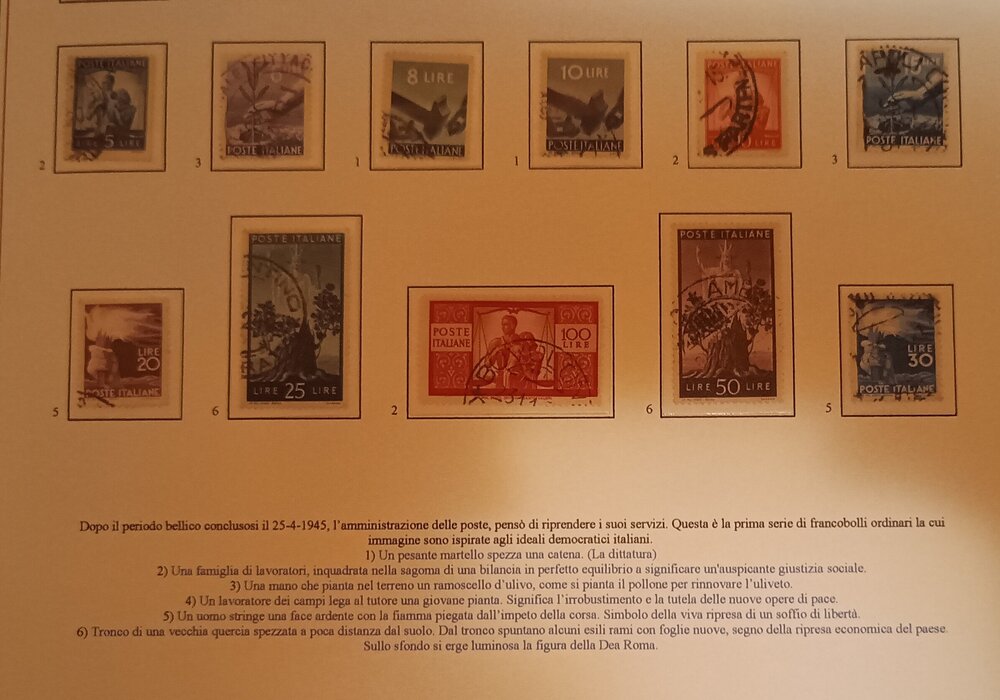 POSTE ITALIANE
LIRE 5 LIRE
2
POSTE ITALIANE
3
8 LIRE
POSTE ITALIANE
1
10 LIRE
POSTE ITALIANE
1
POSTE ITALIANE
LIRE
2
POSTE ITALIANE
3
LIRE
20
POSTE ITALIANE
5
POSTE ITALIANE
LIRE 25 LIRE
6
POSTE
ITALIANE
100
LIRE
2
POSTE ITALIANE
LIRE 50 LIRE
6
LIRE
30
POSTE ITALIANE
5
Dopo il periodo bellico conclusosi il 25-4-1945, l'amministrazione delle poste, pensò di riprendere i suoi servizi. Questa è la prima serie di francobolli ordinari la cui
immagine sono ispirate agli ideali democratici italiani.
1) Un pesante martello spezza una catena. (La dittatura)
2) Una famiglia di lavoratori, inquadrata nella sagoma di una bilancia in perfetto equilibrio a significare un'auspicante giustizia sociale.
3) Una mano che pianta nel terreno un ramoscello d'ulivo, come si pianta il pollone per rinnovare l'uliveto.
4) Un lavoratore dei campi lega al tutore una giovane pianta. Significa l'irrobustimento e la tutela delle nuove opere di pace.
5) Un uomo stringe una face ardente con la fiamma piegata dall'impeto della corsa. Simbolo della viva ripresa di un soffio di libertà.
6) Tronco di una vecchia quercia spezzata a poca distanza dal suolo. Dal tronco spuntano alcuni esili rami con foglie nuove, segno della ripresa economica del paese.
Sullo sfondo si erge luminosa la figura della Dea Roma.